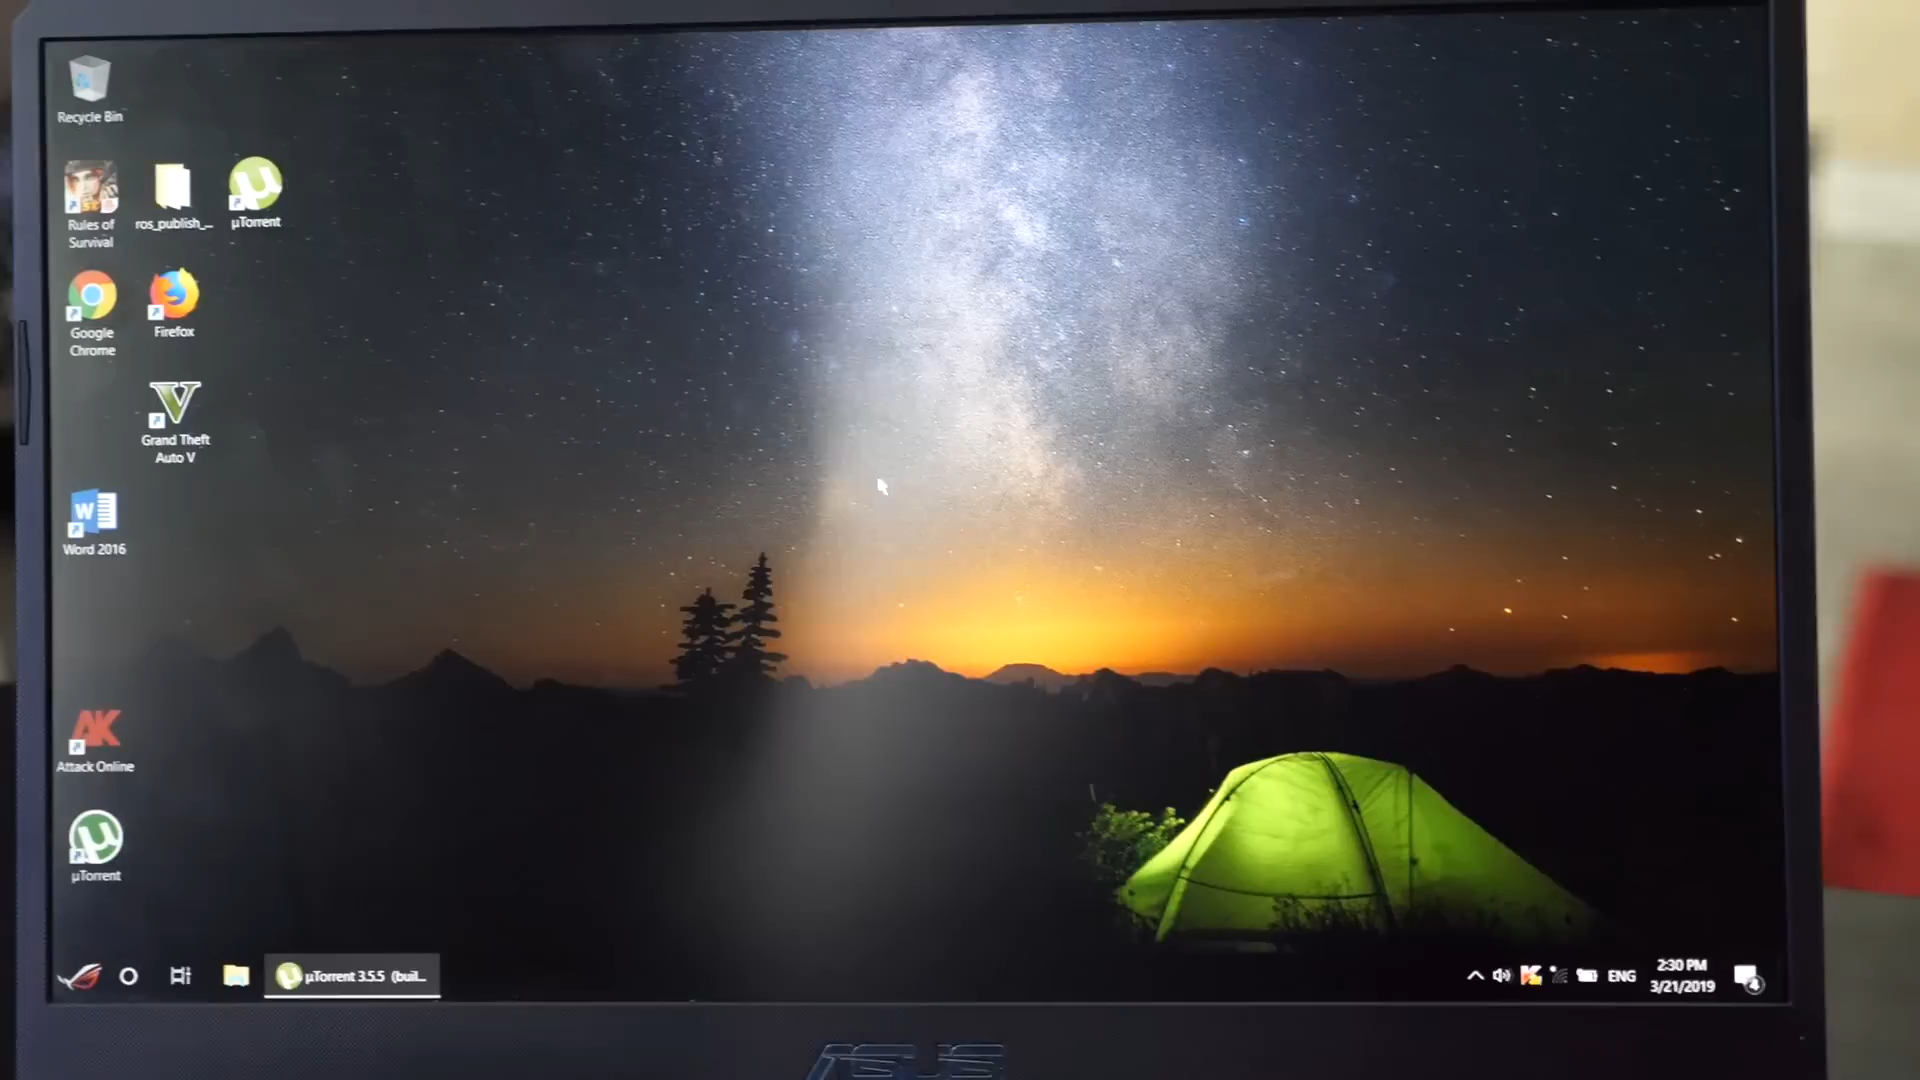 Recycle Bin
Rules of
Survival
ros_publish_...
µTorrent
Google
Chrome
Firefox
Grand Theft
Auto V
Word 2016
Attack Online
µTorrent
µTorrent 3.5.5 (buil...
ENG
2:30 PM
3/21/2019
4
ASUS